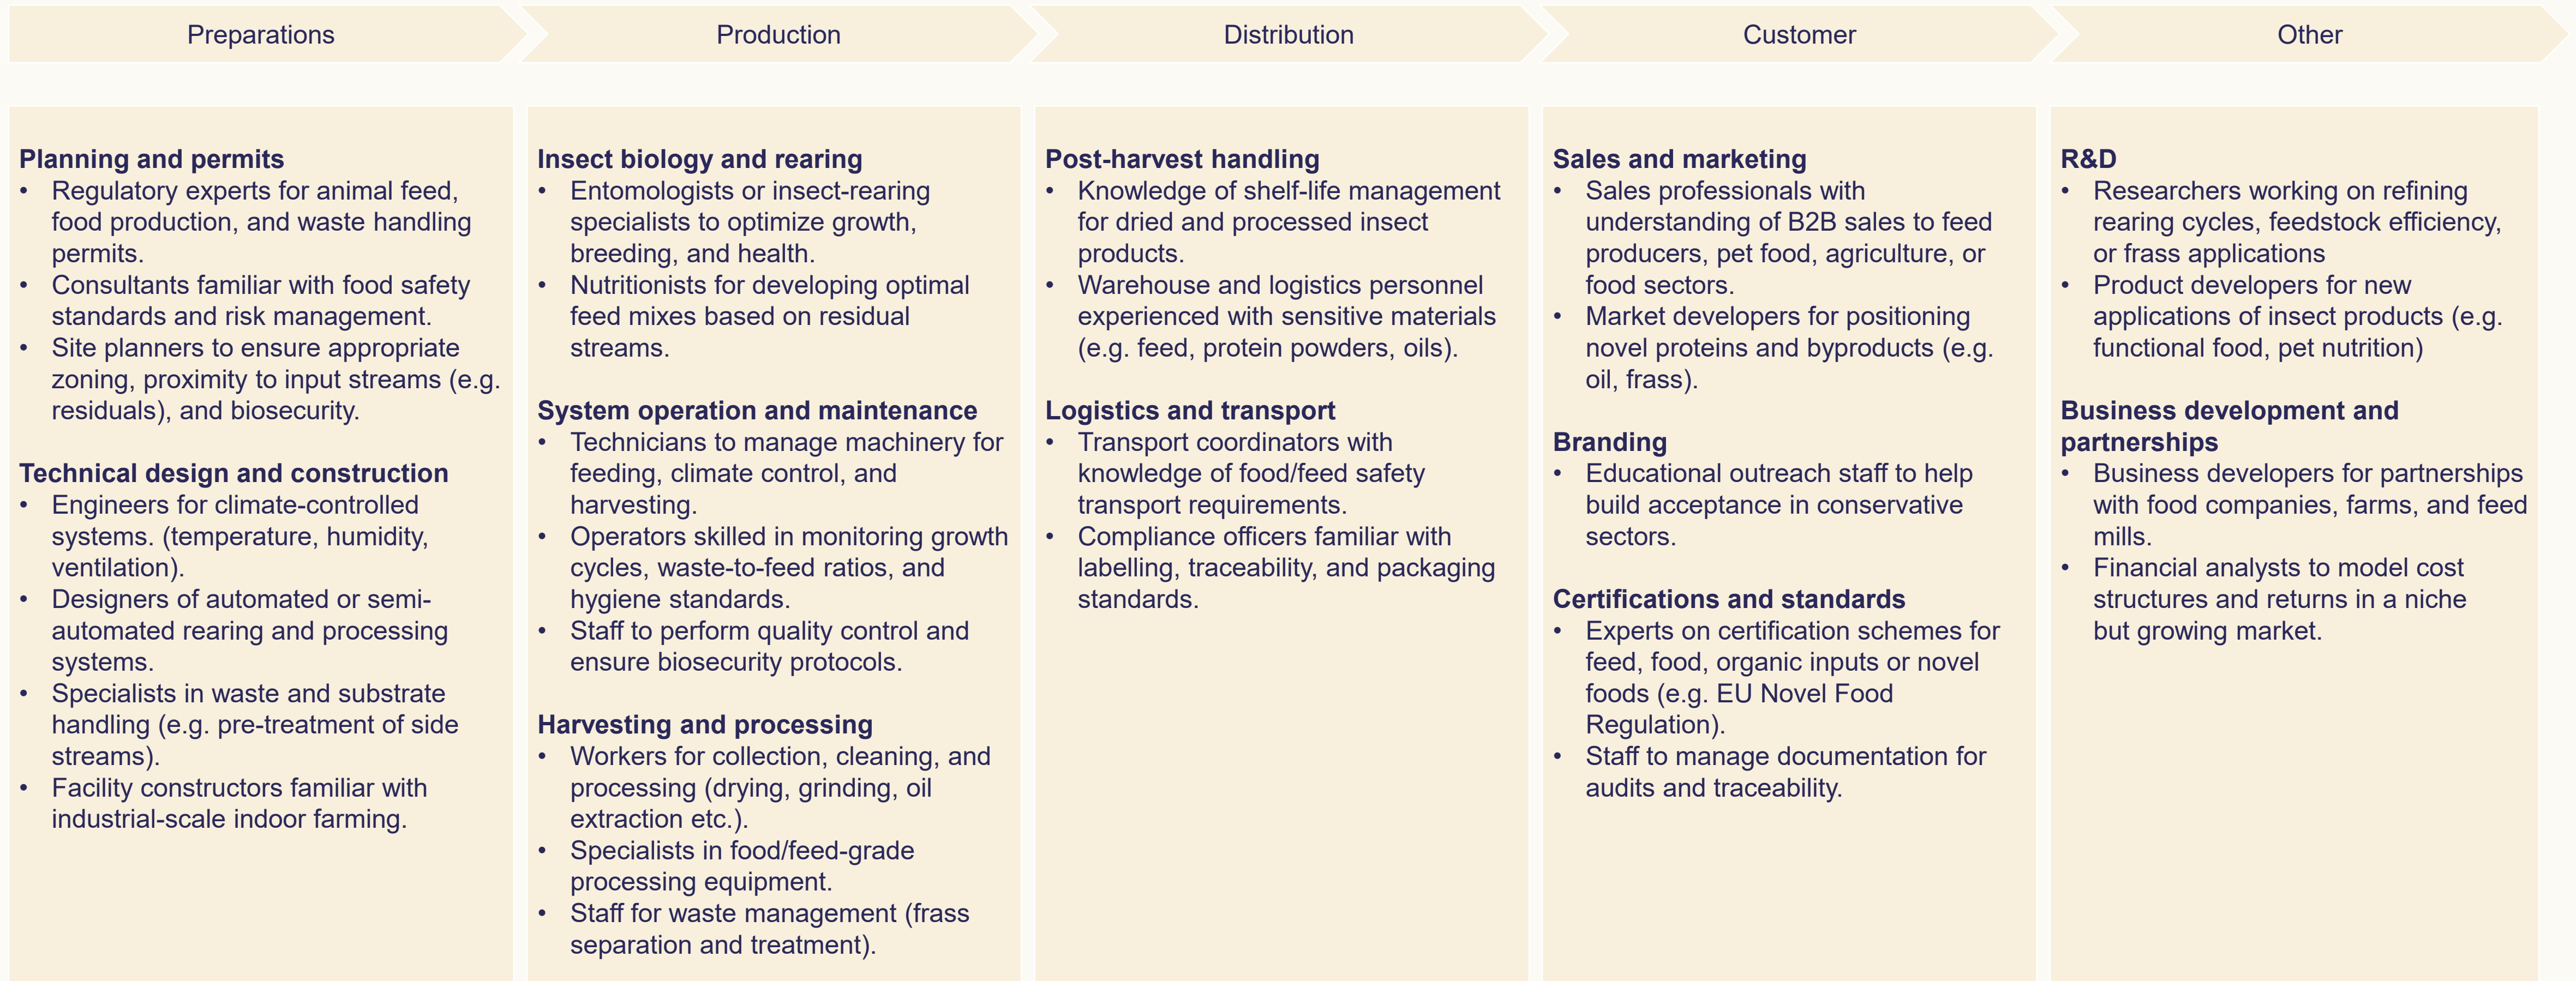 Preparations
Production
Distribution
Customer
Other
Planning and permits
• Regulatory experts for animal feed,
food production, and waste handling
permits.
• Consultants familiar with food safety
standards and risk management.
• Site planners to ensure appropriate
zoning, proximity to input streams (e.g.
residuals), and biosecurity.
Technical design and construction
• Engineers for climate-controlled
systems. (temperature, humidity,
ventilation).
• Designers of automated or semi-
automated rearing and processing
systems.
• Specialists in waste and substrate
handling (e.g. pre-treatment of side
streams).
• Facility constructors familiar with
industrial-scale indoor farming.
Insect biology and rearing
• Entomologists or insect-rearing
specialists to optimize growth,
breeding, and health.
• Nutritionists for developing optimal
feed mixes based on residual
streams.
System operation and maintenance
• Technicians to manage machinery for
feeding, climate control, and
harvesting.
• Operators skilled in monitoring growth
cycles, waste-to-feed ratios, and
hygiene standards.
• Staff to perform quality control and
ensure biosecurity protocols.
Harvesting and processing
• Workers for collection, cleaning, and
processing (drying, grinding, oil
extraction etc.).
• Specialists in food/feed-grade
processing equipment.
• Staff for waste management (frass
separation and treatment).
Post-harvest handling
• Knowledge of shelf-life management
for dried and processed insect
products.
• Warehouse and logistics personnel
experienced with sensitive materials
(e.g. feed, protein powders, oils).
Logistics and transport
• Transport coordinators with
knowledge of food/feed safety
transport requirements.
• Compliance officers familiar with
labelling, traceability, and packaging
standards.
Sales and marketing
• Sales professionals with
understanding of B2B sales to feed
producers, pet food, agriculture, or
food sectors.
• Market developers for positioning
novel proteins and byproducts (e.g.
oil, frass).
Branding
• Educational outreach staff to help
build acceptance in conservative
sectors.
Certifications and standards
• Experts on certification schemes for
feed, food, organic inputs or novel
foods (e.g. EU Novel Food
Regulation).
• Staff to manage documentation for
audits and traceability.
R&D
• Researchers working on refining
rearing cycles, feedstock efficiency,
or frass applications
• Product developers for new
applications of insect products (e.g.
functional food, pet nutrition)
Business development and
partnerships
• Business developers for partnerships
with food companies, farms, and feed
mills.
• Financial analysts to model cost
structures and returns in a niche
but growing market.